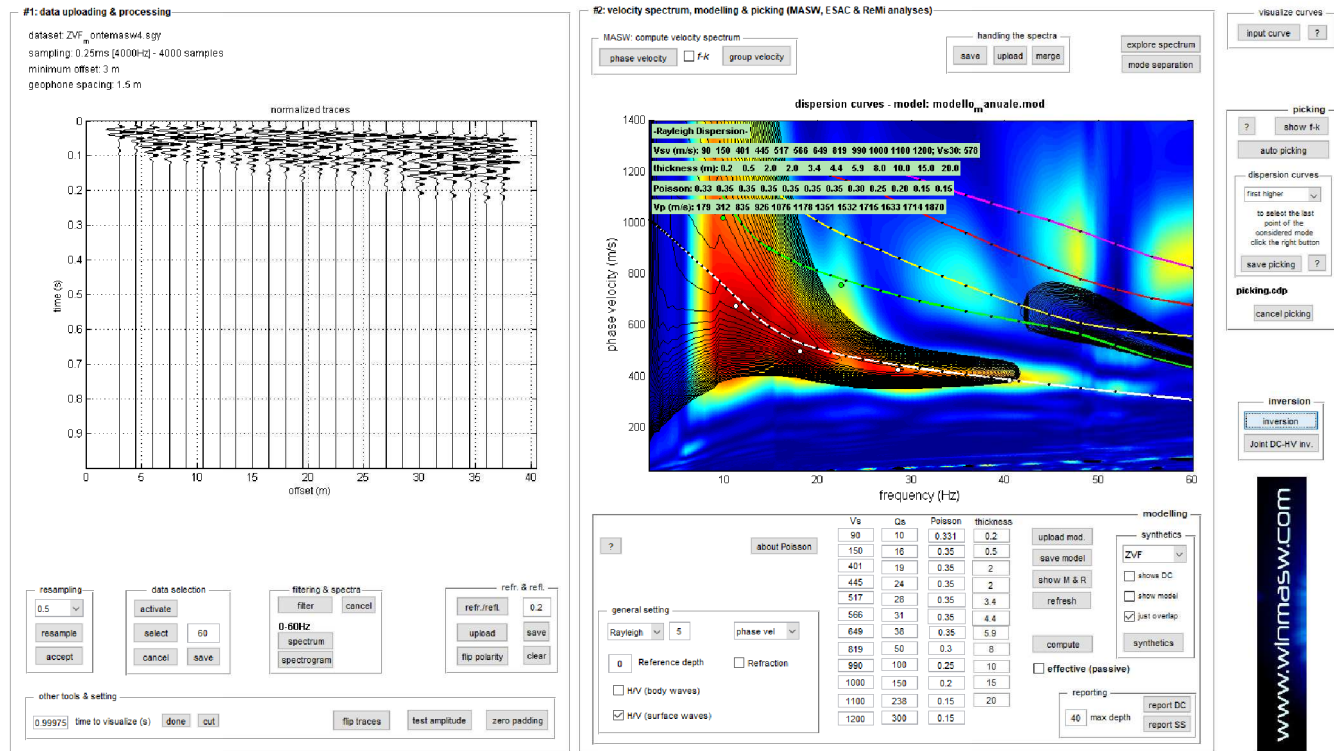 #1: data uploading & processing
dataset: ZVF_montemasw4.sgy
sampling: 0.25ms [4000Hz] - 4000 samples
minimum offset: 3 m
geophone spacing: 1.5 m
normalized traces
0
0.1
0.2
0.3
0.4
0.5
0.6
0.7
0.8
0.9
time (s)
0 5 10 15 20 25 30 35 40
offset (m)
resampling
0.5
resample
accept
data selection
activate
select 60
cancel save
filtering & spectra
filter cancel
0-60Hz
spectrum
spectrogram
refr. & refl.
refr./refl. 0.2
upload save
flip polarity clear
other tools & setting
0.99975 time to visualize (s) done cut flip traces test amplitude zero padding
#2: velocity spectrum, modelling & picking (MASW, ESAC & ReMi analyses)
MASW: compute velocity spectrum
phase velocity f-k group velocity
handing the spectra
save upload merge
explore spectrum
mode separation
dispersion curves - model: modello_manuale.mod
-Rayleigh Dispersion-
Vsv (m/s): 90 150 401 445 517 566 649 819 990 1000 1100 1200; Vs30: 570
thickness (m): 0.2 0.5 2.0 2.0 3.4 4.4 5.9 8.0 10.0 15.0 20.0
Poisson: 0.33 0.35 0.35 0.35 0.35 0.35 0.35 0.30 0.25 0.20 0.15 0.15
Vp (m/s): 179 312 835 926 1076 1178 1351 1532 1715 1633 1714 1870
1400
1200
1000
800
600
400
200
phase velocity (m/s)
10 20 30 40 50 60
frequency (Hz)
modelling
? about Poisson
general setting
Rayleigh 5 phase vel
0 Reference depth Refraction
H/V (body waves)
H/V (surface waves)
Vs Qs Poisson thickness
90 10 0.331 0.2
150 16 0.35 0.5
401 19 0.35 2
445 24 0.35 2
517 28 0.35 3.4
566 31 0.35 4.4
649 38 0.35 5.9
819 50 0.3 8
990 100 0.25 10
1000 150 0.2 15
1100 238 0.15 20
1200 300 0.15
upload mod.
save model
show M & R
refresh
compute
effective (passive)
synthetics
ZVF
shows DC
show model
just overlap
synthetics
reporting
40 max depth
report DC
report SS
visualize curves
input curve ?
picking
? show f-k
auto picking
dispersion curves
first higher
to select the last
point of the
considered mode
click the right button
save picking ?
picking.cdp
cancel picking
inversion
inversion
Joint DC-HV inv.
www.winmasw.com